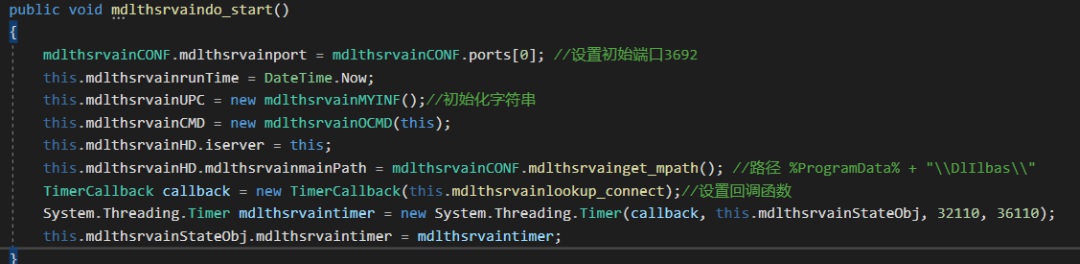 public void mdlthsrvaindo_start()
{
mdlthsrvainCONF.mdlthsrvainport = mdlthsrvainCONF.ports[0]; //设置初始端口3692
this.mdlthsrvainrunTime = DateTime.Now;
this.mdlthsrvainUPC = new mdlthsrvainMYINF();//初始化字符串
this.mdlthsrvainCMD = new mdlthsrvainOCMD(this);
this.mdlthsrvainHD.iserver = this;
this.mdlthsrvainHD.mdlthsrvainmainPath = mdlthsrvainCONF.mdlthsrvainget_mpath(); //路径 %ProgramData% + "\\DlIlbas\\"
TimerCallback callback = new TimerCallback(this.mdlthsrvainlookup_connect);//设置回调函数
System.Threading.Timer mdlthsrvaintimer = new System.Threading.Timer(callback, this.mdlthsrvainStateObj, 32110, 36110);
this.mdlthsrvainStateObj.mdlthsrvaintimer = mdlthsrvaintimer;
}